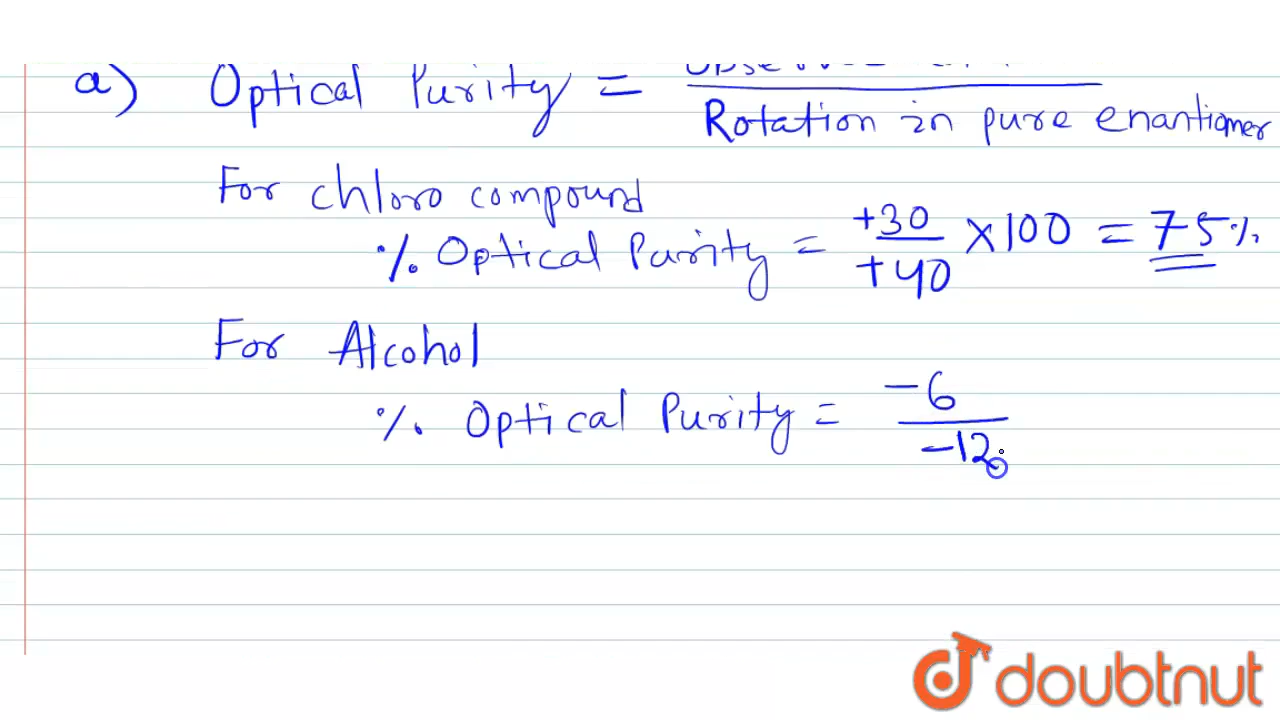 a) Optical Purity =
Rotation in pure enantiomer
For chloro compound
% Optical Purity = +30 / +40 × 100 = 75%
For Alcohol
% Optical Purity = -6 / -12
doubtnut